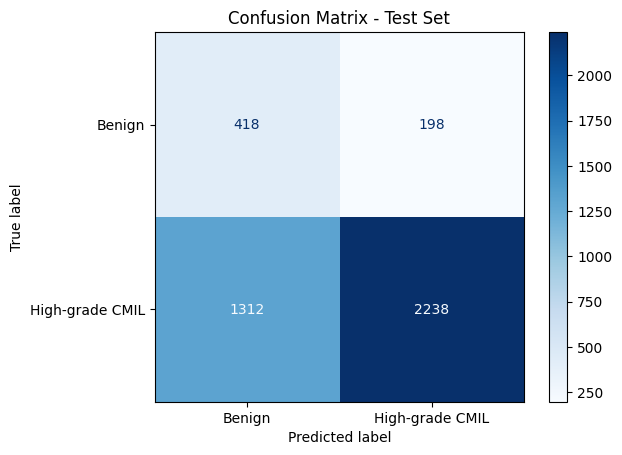 Confusion Matrix - Test Set
Benign
418
198
High-grade CMIL
1312
2238
Benign
High-grade CMIL
Predicted label
True label
2000
1750
1500
1250
1000
750
500
250